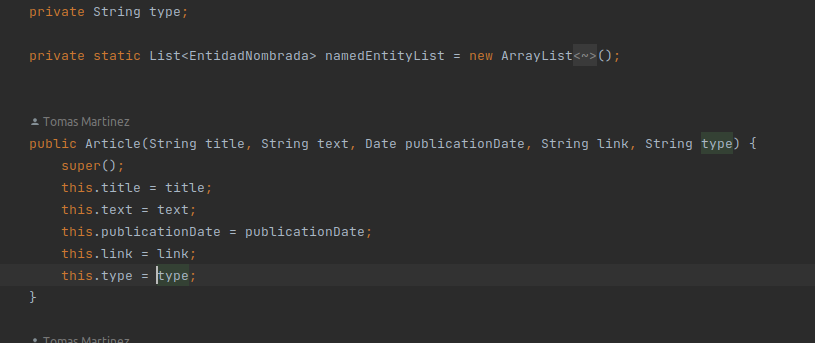 private String type;
private static List<EntidadNombrada> namedEntityList = new ArrayList<~>();
Tomas Martinez
public Article(String title, String text, Date publicationDate, String link, String type) {
super();
this.title = title;
this.text = text;
this.publicationDate = publicationDate;
this.link = link;
this.type = type;
}
Tomas Martinez